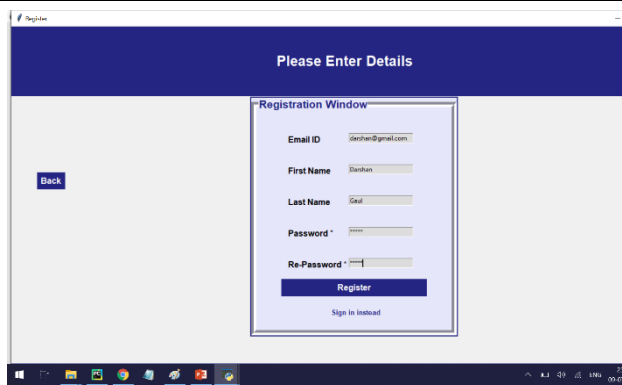 Register
Please Enter Details
Registration Window
Email ID darshan@gmail.com
First Name Darshan
Back
Last Name Gaul
Password * *****
Re-Password * *****
Register
Sign in instead
ENG